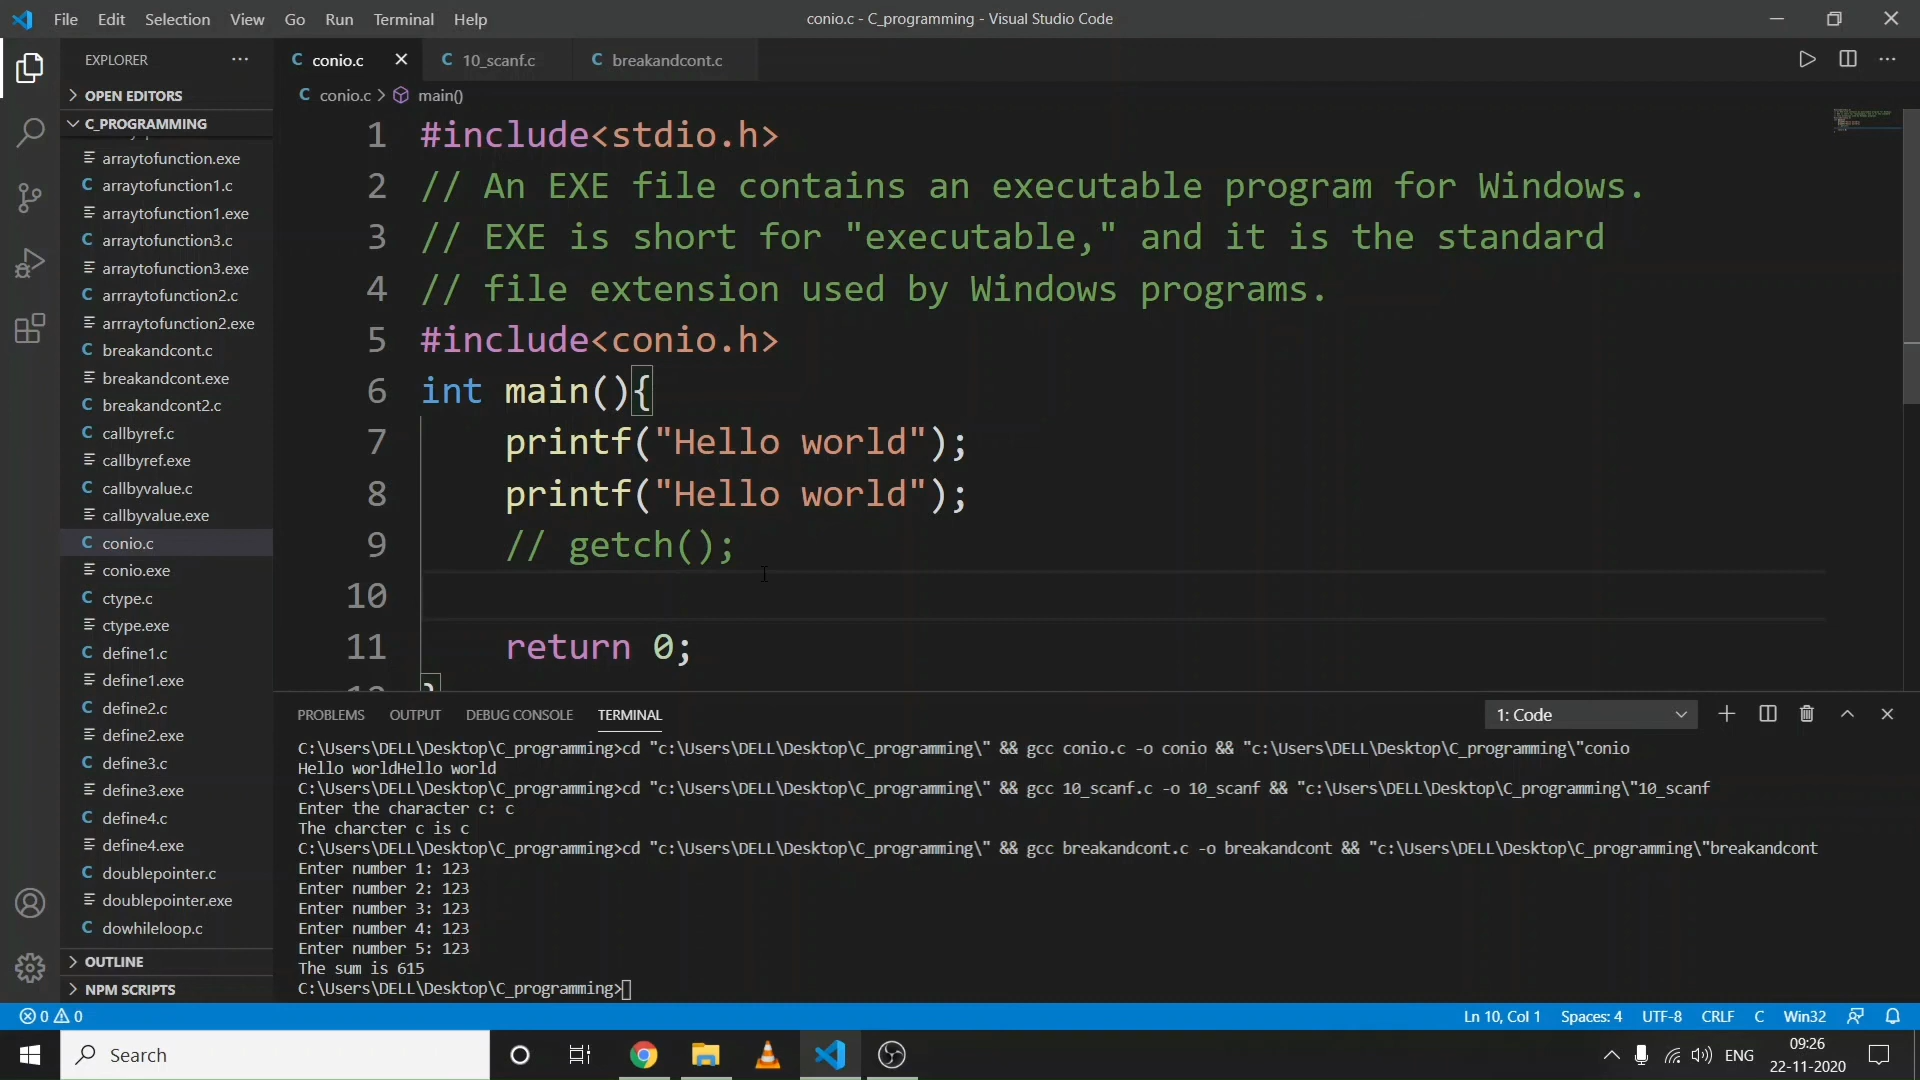 File Edit Selection View Go Run Terminal Help
conio.c - C_programming - Visual Studio Code
EXPLORER
OPEN EDITORS
C_PROGRAMMING
arraytofunction.exe
C arraytofunction1.c
arraytofunction1.exe
C arraytofunction3.c
arraytofunction3.exe
C arrraytofunction2.c
arrraytofunction2.exe
C breakandcont.c
breakandcont.exe
C breakandcont2.c
C callbyref.c
callbyref.exe
C callbyvalue.c
callbyvalue.exe
C conio.c
conio.exe
C ctype.c
ctype.exe
C define1.c
define1.exe
C define2.c
define2.exe
C define3.c
define3.exe
C define4.c
define4.exe
C doublepointer.c
doublepointer.exe
C dowhileloop.c
OUTLINE
NPM SCRIPTS
C conio.c C 10_scanf.c C breakandcont.c
C conio.c > main()
1 #include<stdio.h>
2 // An EXE file contains an executable program for Windows.
3 // EXE is short for "executable," and it is the standard
4 // file extension used by Windows programs.
5 #include<conio.h>
6 int main(){
7 printf("Hello world");
8 printf("Hello world");
9 // getch();
10
11 return 0;
12 }
PROBLEMS OUTPUT DEBUG CONSOLE TERMINAL
1: Code
C:\Users\DELL\Desktop\C_programming>cd "c:\Users\DELL\Desktop\C_programming\" && gcc conio.c -o conio && "c:\Users\DELL\Desktop\C_programming\"conio
Hello worldHello world
C:\Users\DELL\Desktop\C_programming>cd "c:\Users\DELL\Desktop\C_programming\" && gcc 10_scanf.c -o 10_scanf && "c:\Users\DELL\Desktop\C_programming\"10_scanf
Enter the character c: c
The charcter c is c
C:\Users\DELL\Desktop\C_programming>cd "c:\Users\DELL\Desktop\C_programming\" && gcc breakandcont.c -o breakandcont && "c:\Users\DELL\Desktop\C_programming\"breakandcont
Enter number 1: 123
Enter number 2: 123
Enter number 3: 123
Enter number 4: 123
Enter number 5: 123
The sum is 615
C:\Users\DELL\Desktop\C_programming>
0 0
Ln 10, Col 1 Spaces: 4 UTF-8 CRLF C Win32
Search
ENG
09:26
22-11-2020